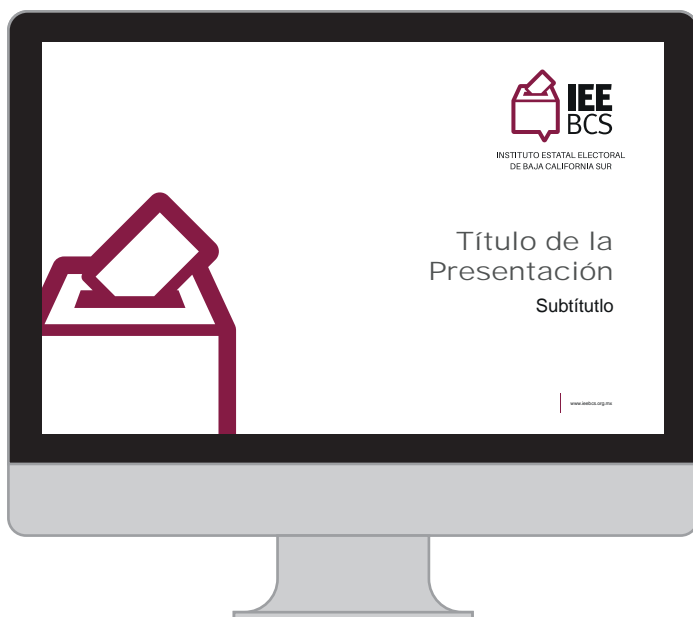 IEE
BCS
INSTITUTO ESTATAL ELECTORAL
DE BAJA CALIFORNIA SUR
Título de la
Presentación
Subtítutlo
www.ieebcs.org.mx